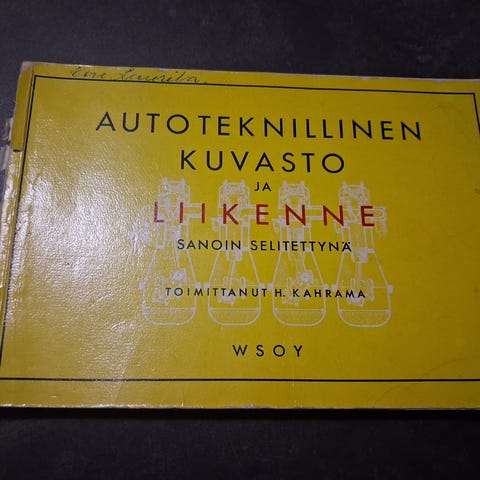 AUTOTEKNILLINEN
KUVASTO
JA
LIIKENNE
SANOIN SELITETTYNÄ
TOIMITTANUT H. KAHRAMA
WSOY